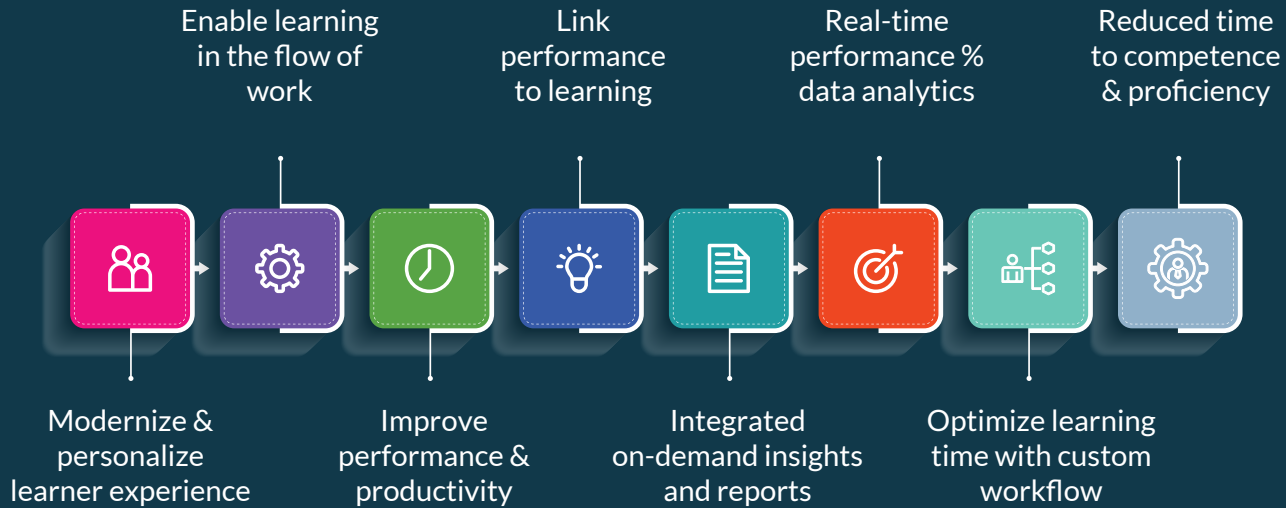 Enable learning
in the flow of
work
Link
performance
to learning
Real-time
performance %
data analytics
Reduced time
to competence
& proficiency
Modernize &
personalize
learner experience
Improve
performance &
productivity
Integrated
on-demand insights
and reports
Optimize learning
time with custom
workflow